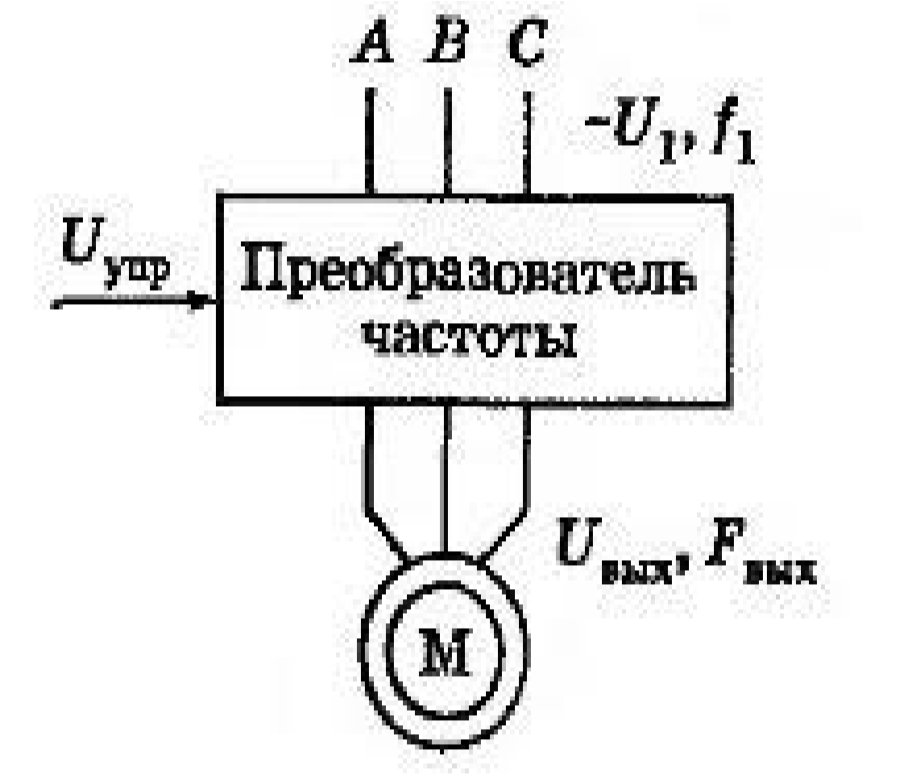 A B C
~U₁, f₁
Uупр
Преобразователь
частоты
Uвых, Fвых
М